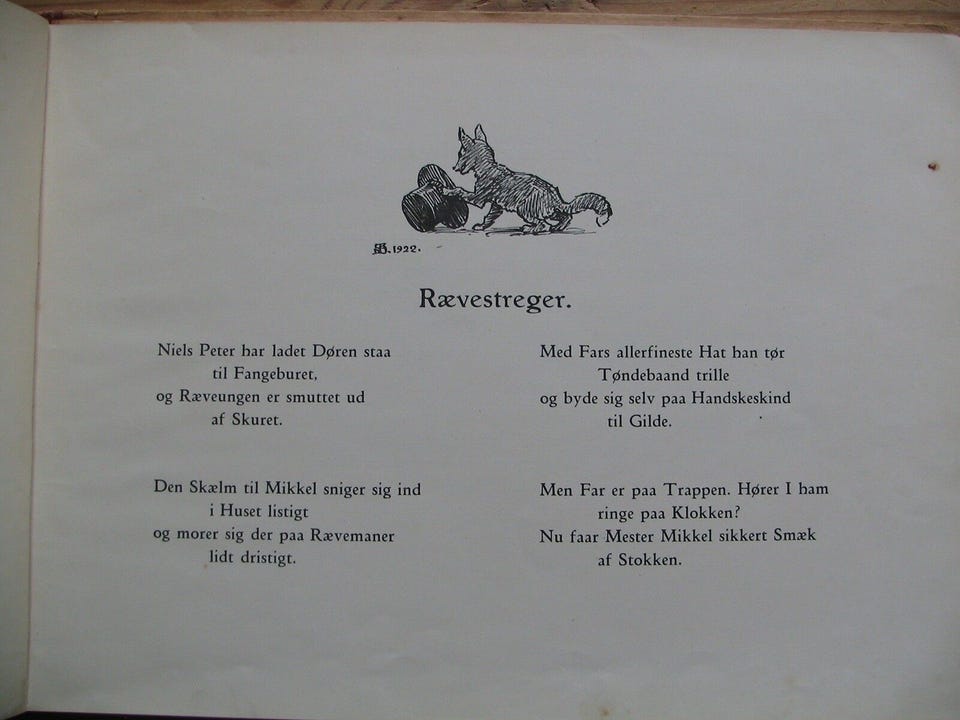 1922.
Rævestreger.
Niels Peter har ladet Døren staa
til Fangeburet,
og Ræveungen er smuttet ud
af Skuret.
Den Skælm til Mikkel sniger sig ind
i Huset listigt
og morer sig der paa Rævemaner
lidt dristigt.
Med Fars allerfineste Hat han tør
Tøndebaand trille
og byde sig selv paa Handskeskind
til Gilde.
Men Far er paa Trappen. Hører I ham
ringe paa Klokken?
Nu faar Mester Mikkel sikkert Smæk
af Stokken.